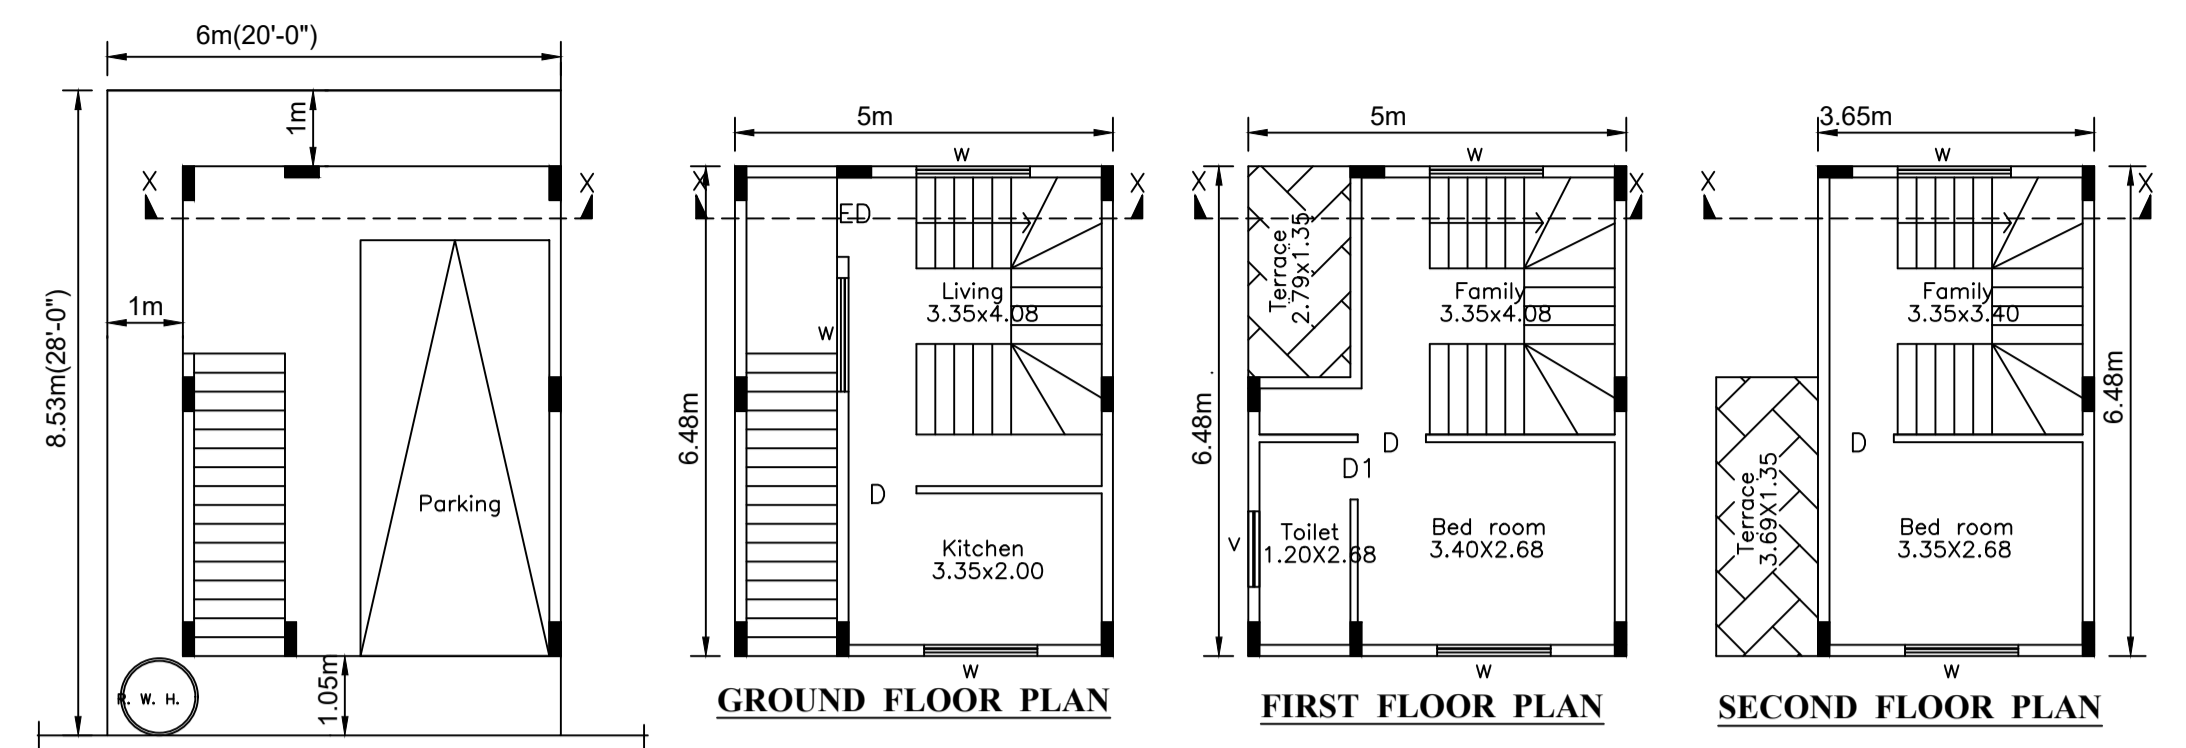 6m(20'-0")
1m
X
X
8.53m(28'-0")
1m
Parking
R. W. H.
1.05m
5m
W
X
X
ED
Living
3.35x4.08
W
6.48m
D
Kitchen
3.35x2.00
W
GROUND FLOOR PLAN
5m
W
X
X
Terrace
2.79x1.35
Family
3.35x4.08
6.48m
D
D1
V
Toilet
1.20X2.68
Bed room
3.40X2.68
W
FIRST FLOOR PLAN
3.65m
W
X
X
Family
3.35x3.40
6.48m
D
Terrace
3.69X1.35
Bed room
3.35X2.68
W
SECOND FLOOR PLAN